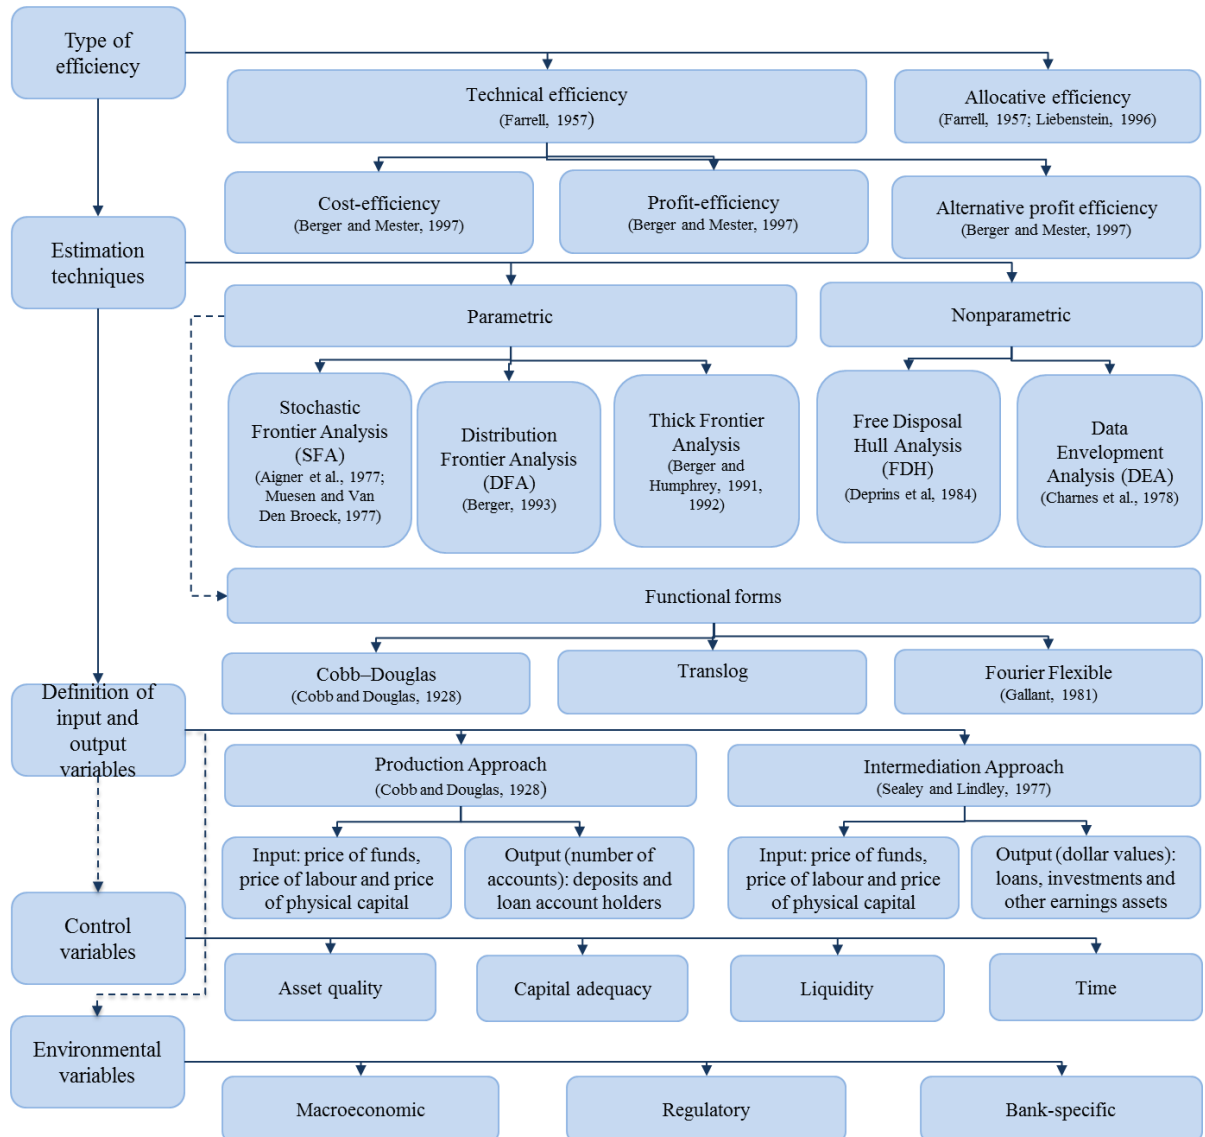 Type of
efficiency
Technical efficiency
(Farrell, 1957)
Allocative efficiency
(Farrell, 1957; Liebenstein, 1996)
Cost-efficiency
(Berger and Mester, 1997)
Profit-efficiency
(Berger and Mester, 1997)
Alternative profit efficiency
(Berger and Mester, 1997)
Estimation
techniques
Parametric
Nonparametric
Stochastic
Frontier Analysis
(SFA)
(Aigner et al., 1977;
Muesen and Van
Den Broeck, 1977)
Distribution
Frontier Analysis
(DFA)
(Berger, 1993)
Thick Frontier
Analysis
(Berger and
Humphrey, 1991,
1992)
Free Disposal
Hull Analysis
(FDH)
(Deprins et al, 1984)
Data
Envelopment
Analysis (DEA)
(Charnes et al., 1978)
Functional forms
Cobb–Douglas
(Cobb and Douglas, 1928)
Translog
Fourier Flexible
(Gallant, 1981)
Definition of
input and
output
variables
Production Approach
(Cobb and Douglas, 1928)
Intermediation Approach
(Sealey and Lindley, 1977)
Input: price of funds,
price of labour and price
of physical capital
Output (number of
accounts): deposits and
loan account holders
Input: price of funds,
price of labour and price
of physical capital
Output (dollar values):
loans, investments and
other earnings assets
Control
variables
Asset quality
Capital adequacy
Liquidity
Time
Environmental
variables
Macroeconomic
Regulatory
Bank-specific